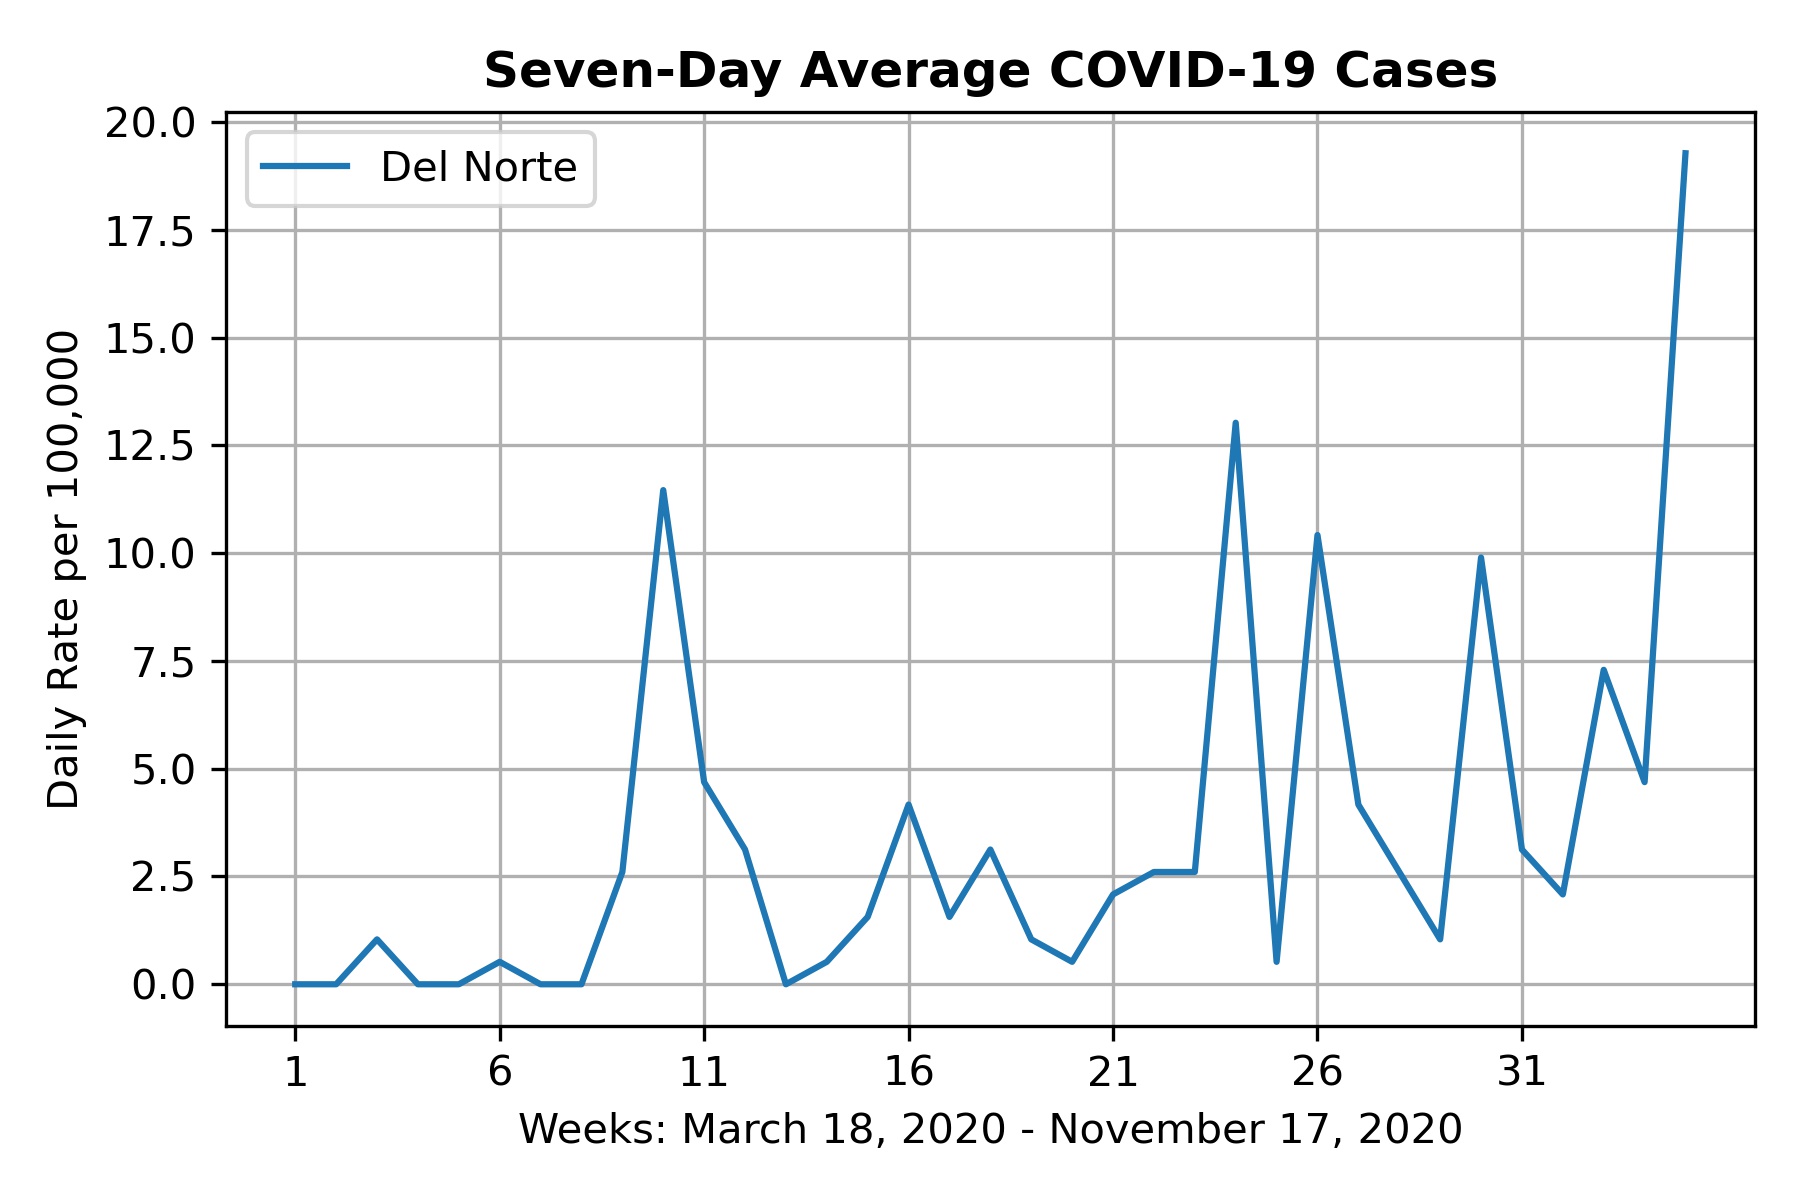 Seven-Day Average COVID-19 Cases
Del Norte
20.0
17.5
15.0
12.5
10.0
7.5
5.0
2.5
0.0
Daily Rate per 100,000
1 6 11 16 21 26 31
Weeks: March 18, 2020 - November 17, 2020